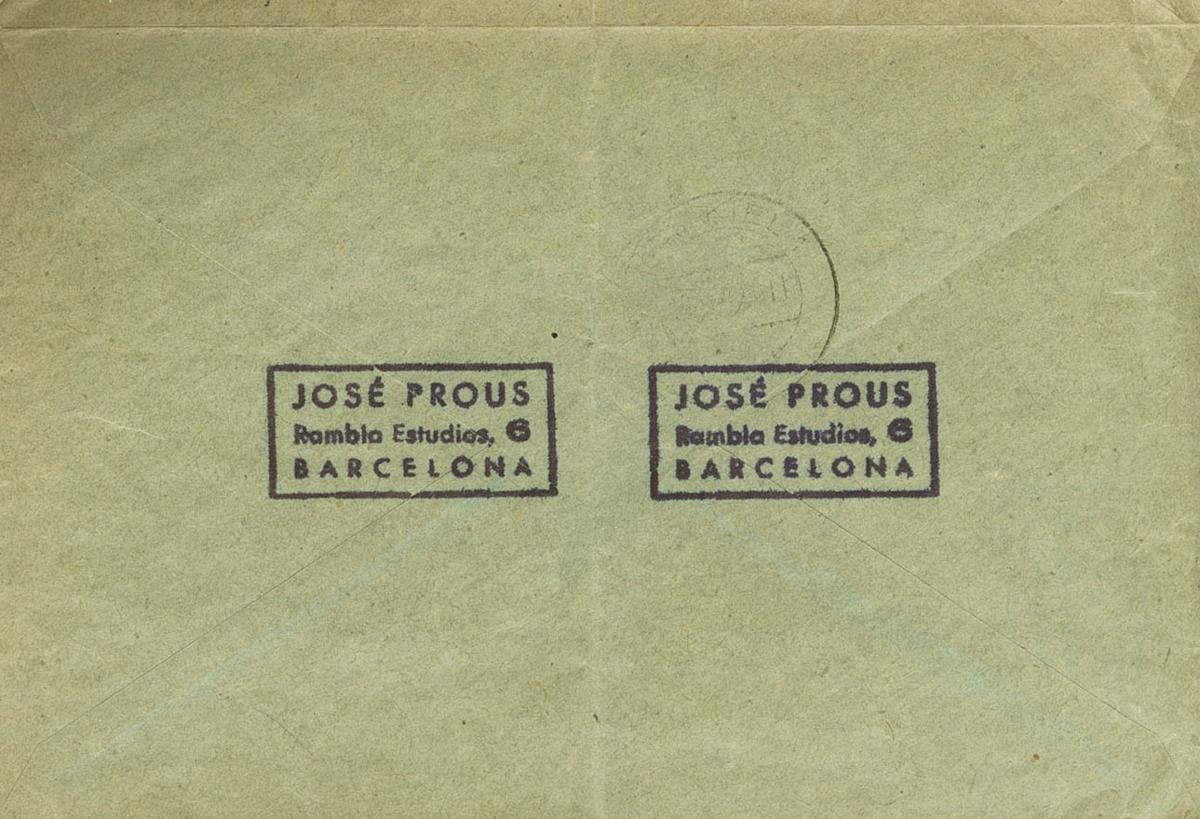 JOSÉ PROUS
Rambla Estudios, 6
BARCELONA
JOSÉ PROUS
Rambla Estudios, 6
BARCELONA